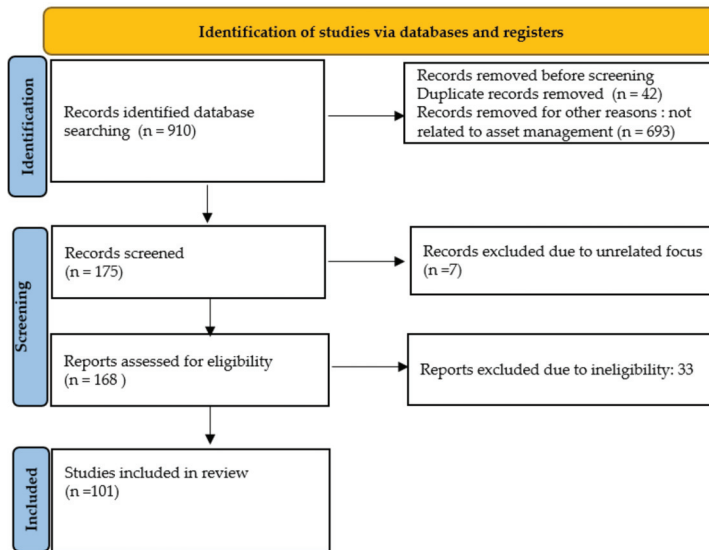 Identification of studies via databases and registers
Identification
Records identified database
searching (n = 910)
Records removed before screening
Duplicate records removed (n = 42)
Records removed for other reasons : not
related to asset management (n = 693)
Screening
Records screened
(n = 175)
Records excluded due to unrelated focus
(n =7)
Reports assessed for eligibility
(n = 168 )
Reports excluded due to ineligibility: 33
Included
Studies included in review
(n =101)